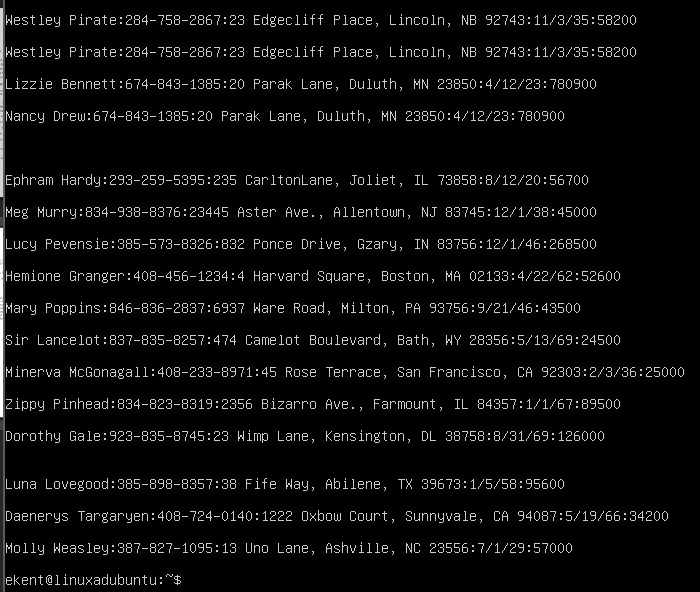 Westley Pirate:284-758-2867:23 Edgecliff Place, Lincoln, NB 92743:11/3/35:58200
Westley Pirate:284-758-2867:23 Edgecliff Place, Lincoln, NB 92743:11/3/35:58200
Lizzie Bennett:674-843-1385:20 Parak Lane, Duluth, MN 23850:4/12/23:780900
Nancy Drew:674-843-1385:20 Parak Lane, Duluth, MN 23850:4/12/23:780900
Ephram Hardy:293-259-5395:235 CarltonLane, Joliet, IL 73858:8/12/20:56700
Meg Murry:834-938-8376:23445 Aster Ave., Allentown, NJ 83745:12/1/38:45000
Lucy Pevensie:385-573-8326:832 Ponce Drive, Gzary, IN 83756:12/1/46:268500
Hemione Granger:408-456-1234:4 Harvard Square, Boston, MA 02133:4/22/62:52600
Mary Poppins:846-836-2837:6937 Ware Road, Milton, PA 93756:9/21/46:43500
Sir Lancelot:837-835-8257:474 Camelot Boulevard, Bath, WY 28356:5/13/69:24500
Minerva McGonagall:408-233-8971:45 Rose Terrace, San Francisco, CA 92303:2/3/36:25000
Zippy Pinhead:834-823-8319:2356 Bizarro Ave., Farmount, IL 84357:1/1/67:89500
Dorothy Gale:923-835-8745:23 Wimp Lane, Kensington, DL 38758:8/31/69:126000
Luna Lovegood:385-898-8357:38 Fife Way, Abilene, TX 39673:1/5/58:95600
Daenerys Targaryen:408-724-0140:1222 Oxbow Court, Sunnyvale, CA 94087:5/19/66:34200
Molly Weasley:387-827-1095:13 Uno Lane, Ashville, NC 23556:7/1/29:57000
ekent@linuxadubuntu:~$